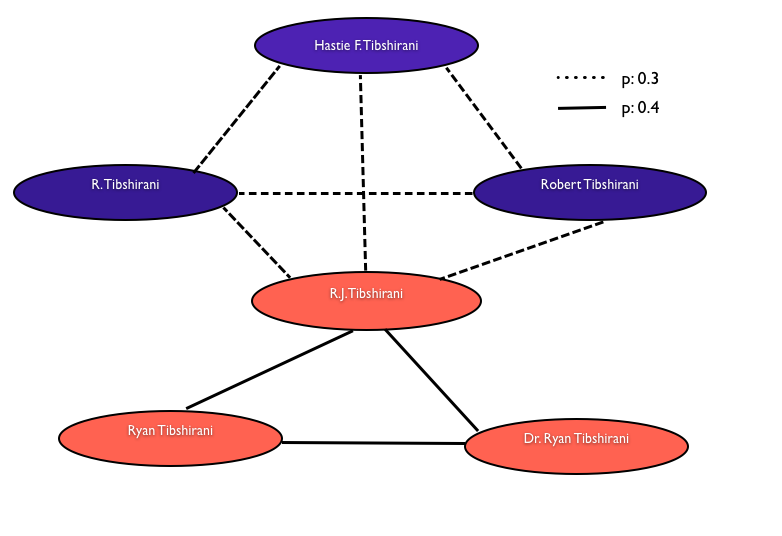 Hastie F. Tibshirani
p: 0.3
p: 0.4
R. Tibshirani
Robert Tibshirani
R.J. Tibshirani
Ryan Tibshirani
Dr. Ryan Tibshirani